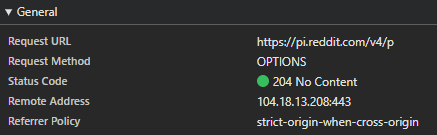 General
Request URL https://pi.reddit.com/v4/p
Request Method OPTIONS
Status Code 204 No Content
Remote Address 104.18.13.208:443
Referrer Policy strict-origin-when-cross-origin